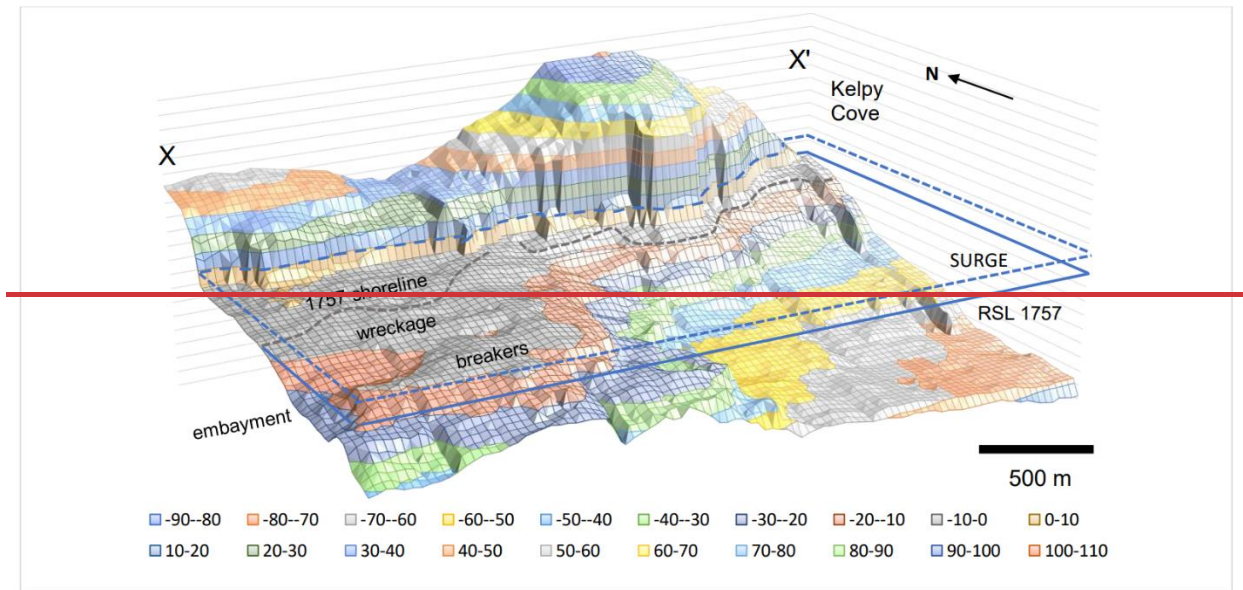 X'
N
Kelpy
Cove
X
SURGE
1757 shoreline
RSL 1757
wreckage
breakers
embayment
500 m
-90--80 -80--70 -70--60 -60--50 -50--40 -40--30 -30--20 -20--10 -10-0 0-10
10-20 20-30 30-40 40-50 50-60 60-70 70-80 80-90 90-100 100-110